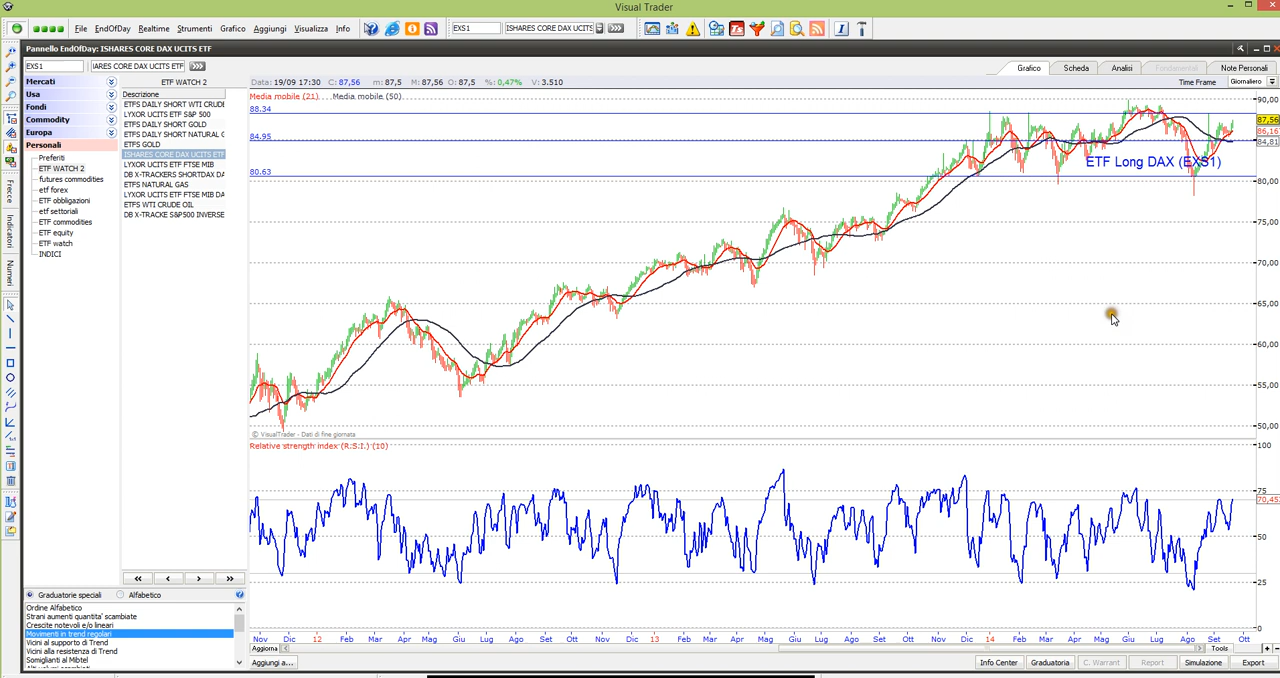 Visual Trader
File EndOfDay Realtime Strumenti Grafico Aggiungi Visualizza Info EXS1 ISHARES CORE DAX UCITS ETF
Pannello EndOfDay: ISHARES CORE DAX UCITS ETF
EXS1 IARES CORE DAX UCITS ETF Grafico Scheda Analisi Fondamentali Note Personali
Mercati
Usa
Fondi
Commodity
Europa
Personali
Preferiti
ETF WATCH 2
futures commodities
etf forex
ETF obbligazioni
etf settoriali
ETF commodities
ETF equity
ETF watch
INDICI
ETF WATCH 2
Descrizione
ETFS DAILY SHORT WTI CRUDE
LYXOR UCITS ETF S&P 500
ETFS DAILY SHORT GOLD
ETFS DAILY SHORT NATURAL G
ETFS GOLD
ISHARES CORE DAX UCITS ETF
LYXOR UCITS ETF FTSE MIB
DB X-TRACKERS SHORTDAX DA
ETFS NATURAL GAS
LYXOR UCITS ETF FTSE MIB DA
ETFS WTI CRUDE OIL
DB X-TRACKE S&P500 INVERSE
Data: 19/09 17:30 C: 87,56 m: 87,5 M: 87,56 O: 87,5 %: 0,47% V: 3.510 Time Frame Giornaliero
Media mobile (21) Media mobile (50)
88.34
84.95
80.63
ETF Long DAX (EXS1)
90,00
87,56
86,16
84,81
80,00
75,00
70,00
65,00
60,00
55,00
50,00
© VisualTrader - Dati di fine giornata
Relative strength index (R.S.I.) (10)
100
75
70,45
50
25
0
Nov Dic 12 Feb Mar Apr Mag Giu Lug Ago Set Ott Nov Dic 13 Feb Mar Apr Mag Giu Lug Ago Set Ott Nov Dic 14 Feb Mar Apr Mag Giu Lug Ago Set Ott
Aggiorna Tools
Aggiungi a... Info Center Graduatoria C. Warrant Report Simulazione Export
Frecce
Indicatori
Numeri
Graduatorie speciali Alfabetico
Ordine Alfabetico
Strani aumenti quantita' scambiate
Crescite notevoli e/o lineari
Movimenti in trend regolari
Vicini al supporto di Trend
Vicini alla resistenza di Trend
Somiglianti al Mibtel